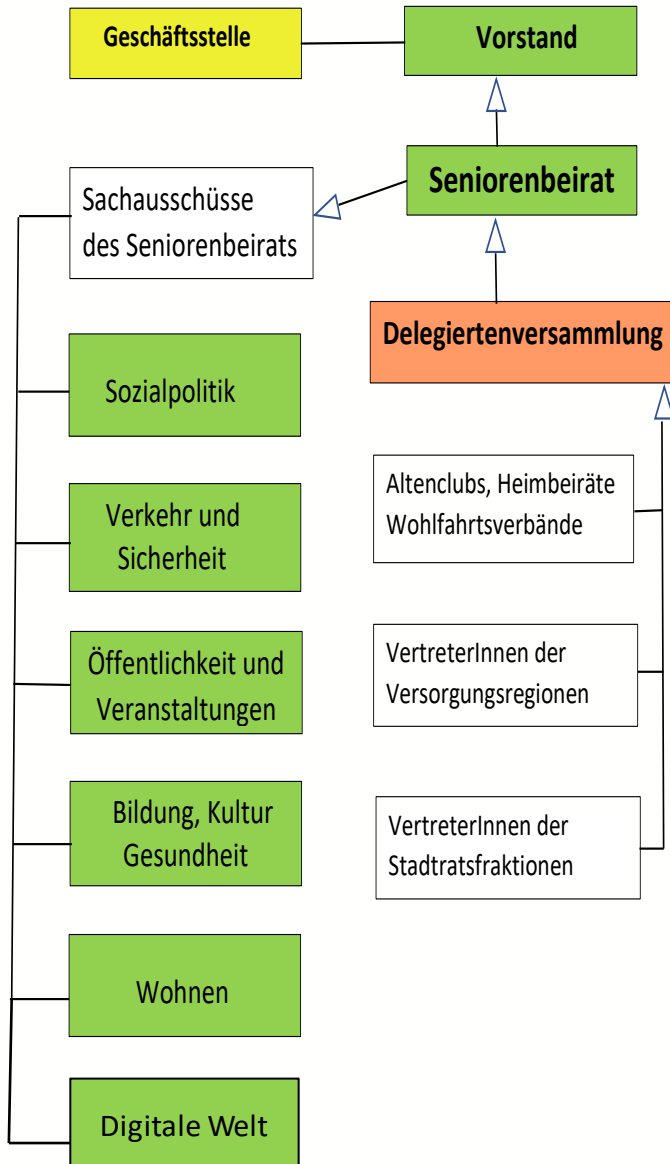 Geschäftsstelle
Vorstand
Seniorenbeirat
Sachausschüsse
des Seniorenbeirats
Delegiertenversammlung
Sozialpolitik
Altenclubs, Heimbeiräte
Wohlfahrtsverbände
Verkehr und
Sicherheit
VertreterInnen der
Versorgungsregionen
Öffentlichkeit und
Veranstaltungen
VertreterInnen der
Stadtratsfraktionen
Bildung, Kultur
Gesundheit
Wohnen
Digitale Welt